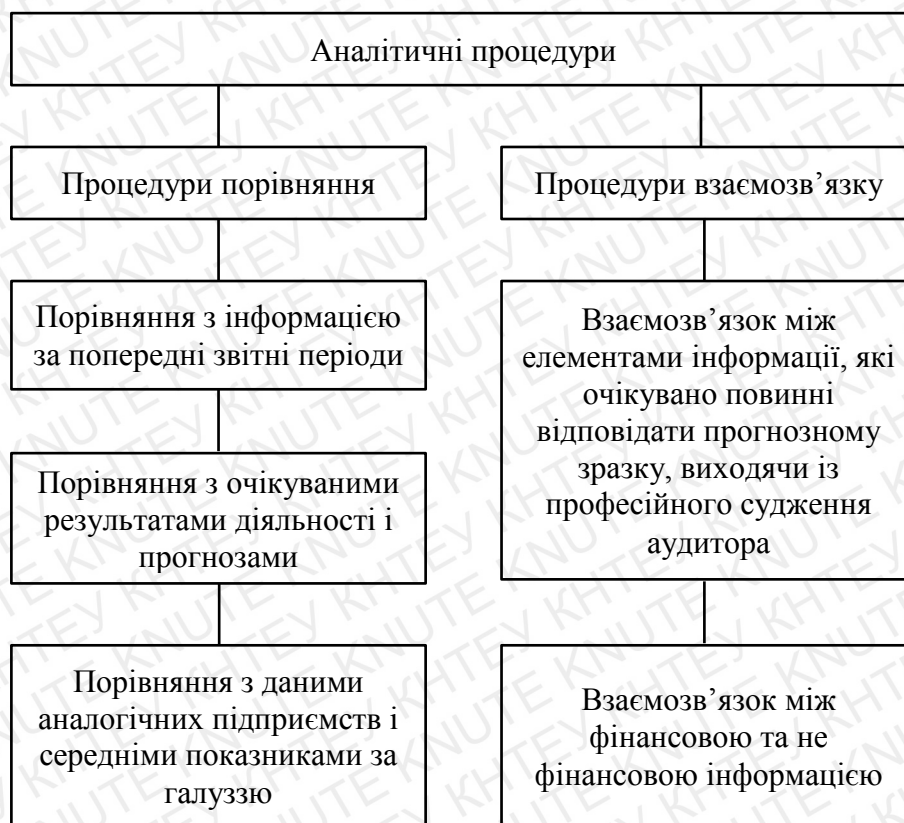 Аналітичні процедури
Процедури порівняння
Процедури взаємозв’язку
Порівняння з інформацією
за попередні звітні періоди
Порівняння з очікуваними
результатами діяльності і
прогнозами
Порівняння з даними
аналогічних підприємств і
середніми показниками за
галуззю
Взаємозв’язок між
елементами інформації, які
очікувано повинні
відповідати прогнозному
зразку, виходячи із
професійного судження
аудитора
Взаємозв’язок між
фінансовою та не
фінансовою інформацією